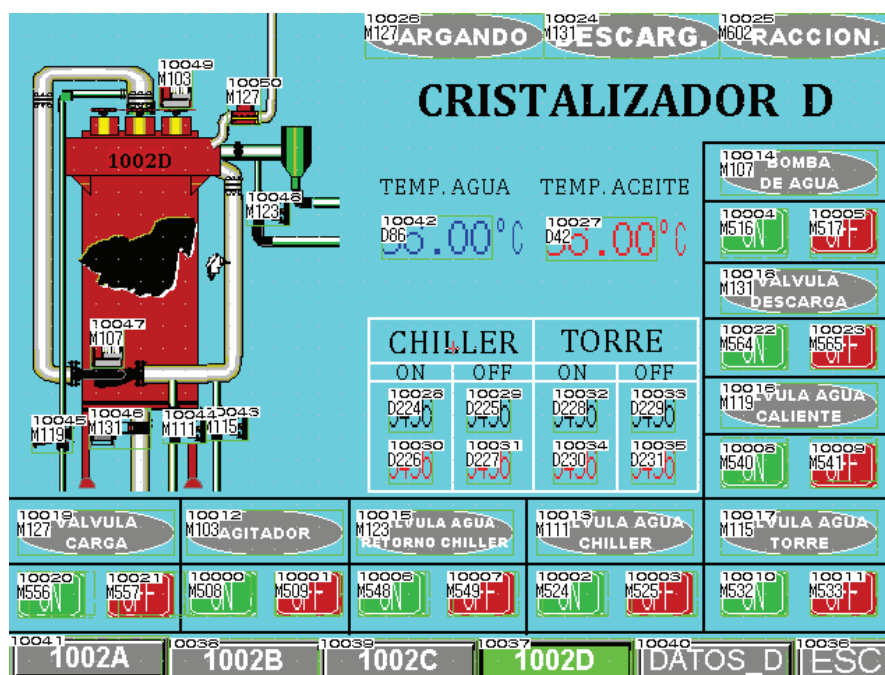 10026
M127 ARGANDO
10024
M131 DESCARG.
10025
M602 RACCION.
10049
M103
10050
M127
CRISTALIZADOR D
1002D
10014
M107 BOMBA
DE AGUA
TEMP. AGUA TEMP. ACEITE
10048
M123
10042
D86 .00°C
10027
D42 .00°C
10004
M516 ON
10005
M517 OFF
10018
M131 VALVULA
DESCARGA
10047
M107
CHILLER TORRE
ON OFF ON OFF
10022
M564
10023
M565
10028
D224
10029
D225
10032
D228
10033
D229
10016
M119 LVULA AGUA
CALIENTE
10045
M119
10046
M131
10044
M111
10043
M115
10030
D226
10031
D227
10034
D230
10035
D231
10008
M540
10009
M541
10019
M127 VALVULA
CARGA
10012
M103 AGITADOR
10015
M123 LVULA AGUA
RETORNO CHILLER
10013
M111 LVULA AGUA
CHILLER
10017
M115 LVULA AGUA
TORRE
10020
M556
10021
M557
10000
M508
10001
M509
10006
M548
10007
M549
10002
M524
10003
M525
10010
M532
10011
M533
10041
1002A
10038
1002B
10039
1002C
10037
1002D
10040
DATOS_D
10036
ESC